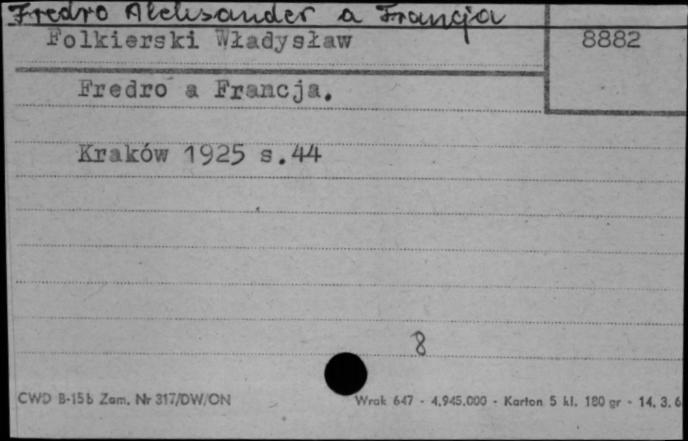 Fredro Aleksander a Francja
Folkierski Władysław 8882
Fredro a Francja.
Kraków 1925 s.44
8
CWD B-15b Zam. Nr 317/DW/ON Wrak 647 - 4.945.000 - Karton 5 kl. 180 gr - 14. 3. 6